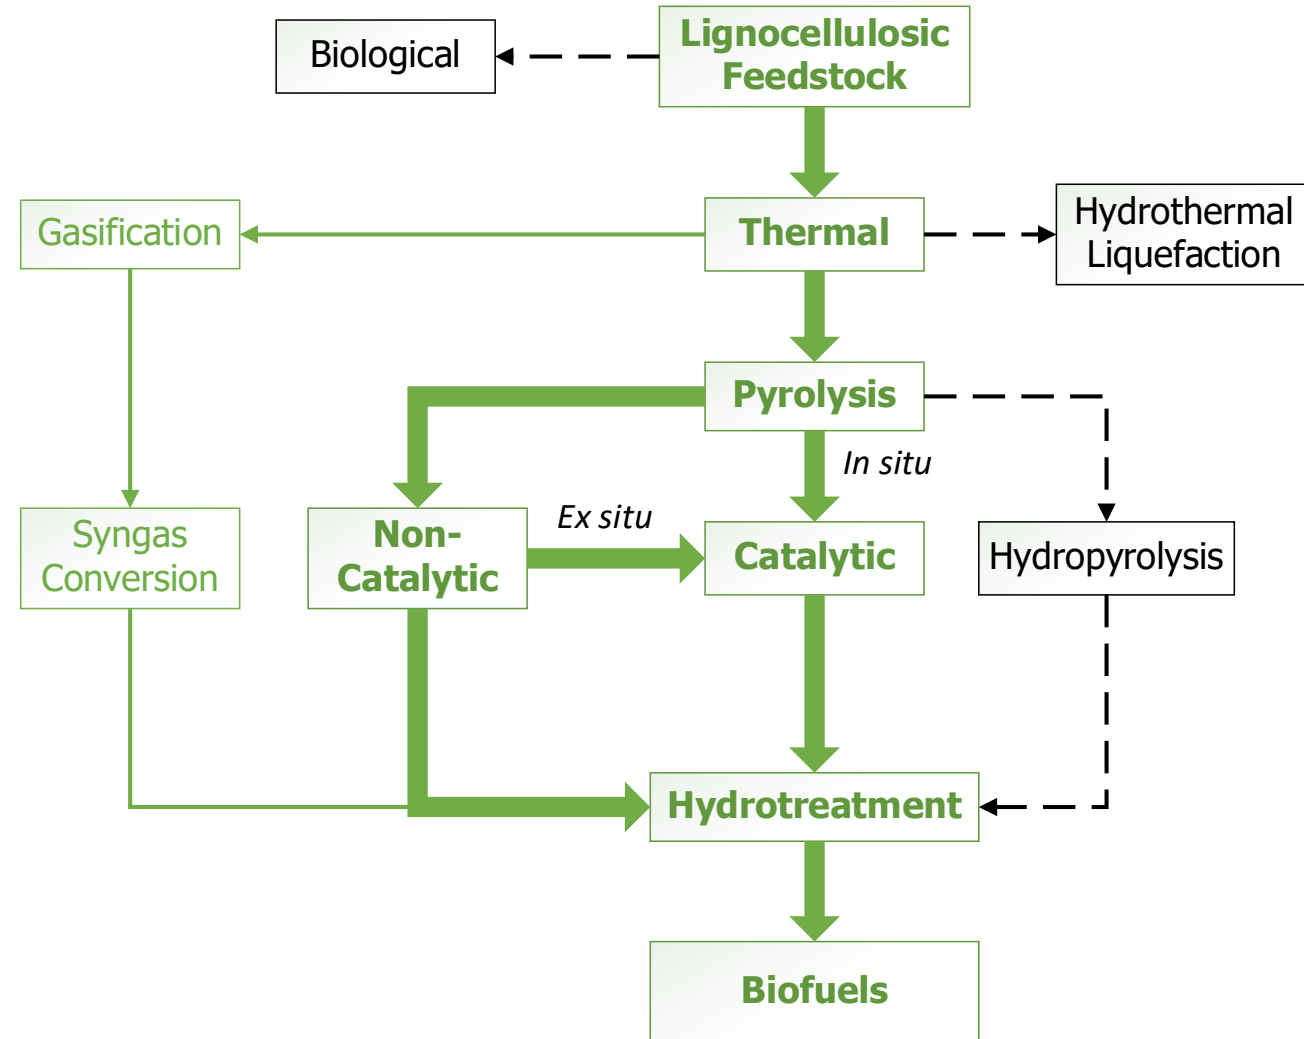 Biological
Lignocellulosic
Feedstock
Gasification
Thermal
Hydrothermal
Liquefaction
Pyrolysis
In situ
Ex situ
Syngas
Conversion
Non-
Catalytic
Catalytic
Hydropyrolysis
Hydrotreatment
Biofuels